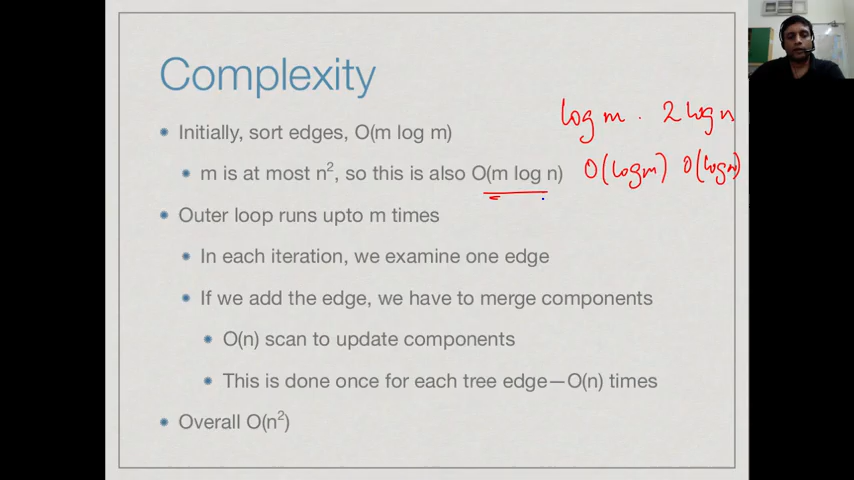 Complexity
Initially, sort edges, O(m log m)
log m . 2 log n
m is at most n², so this is also O(m log n)
O(log m) O(log n)
Outer loop runs upto m times
In each iteration, we examine one edge
If we add the edge, we have to merge components
O(n) scan to update components
This is done once for each tree edge—O(n) times
Overall O(n²)